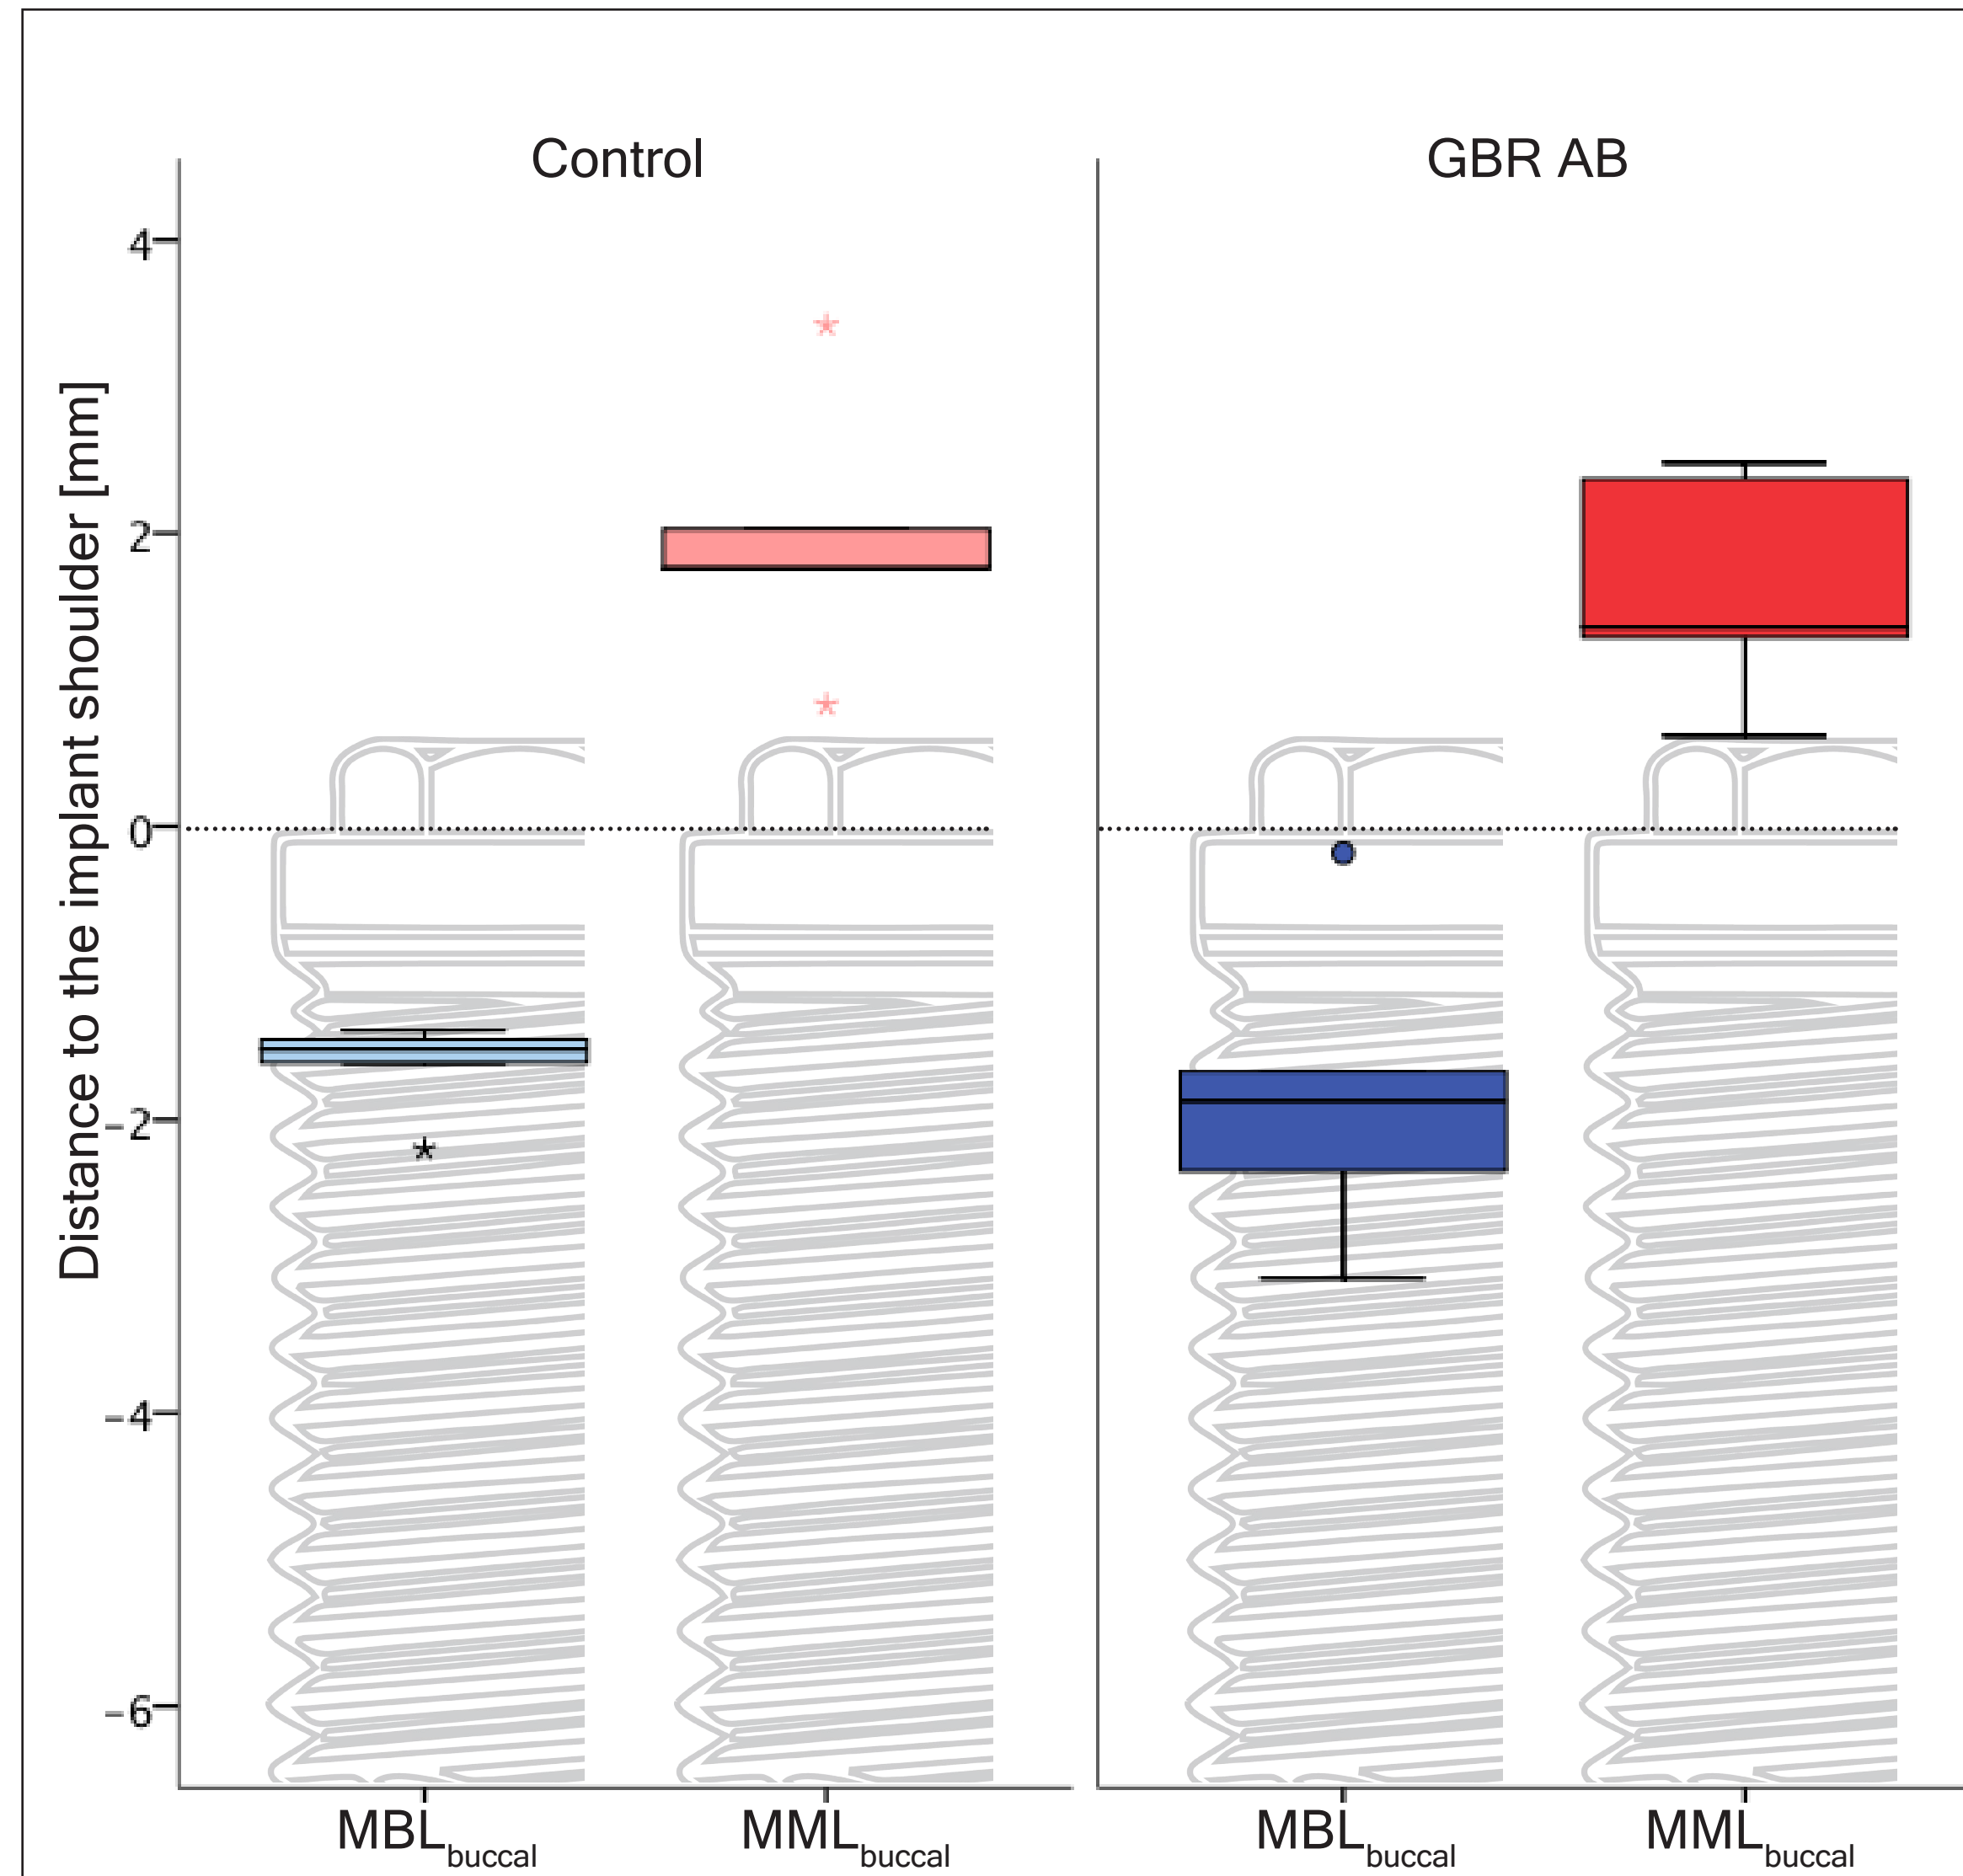 Control
GBR AB
Distance to the implant shoulder [mm]
4
2
0
–2
–4
–6
MBLbuccal
MMLbuccal
MBLbuccal
MMLbuccal